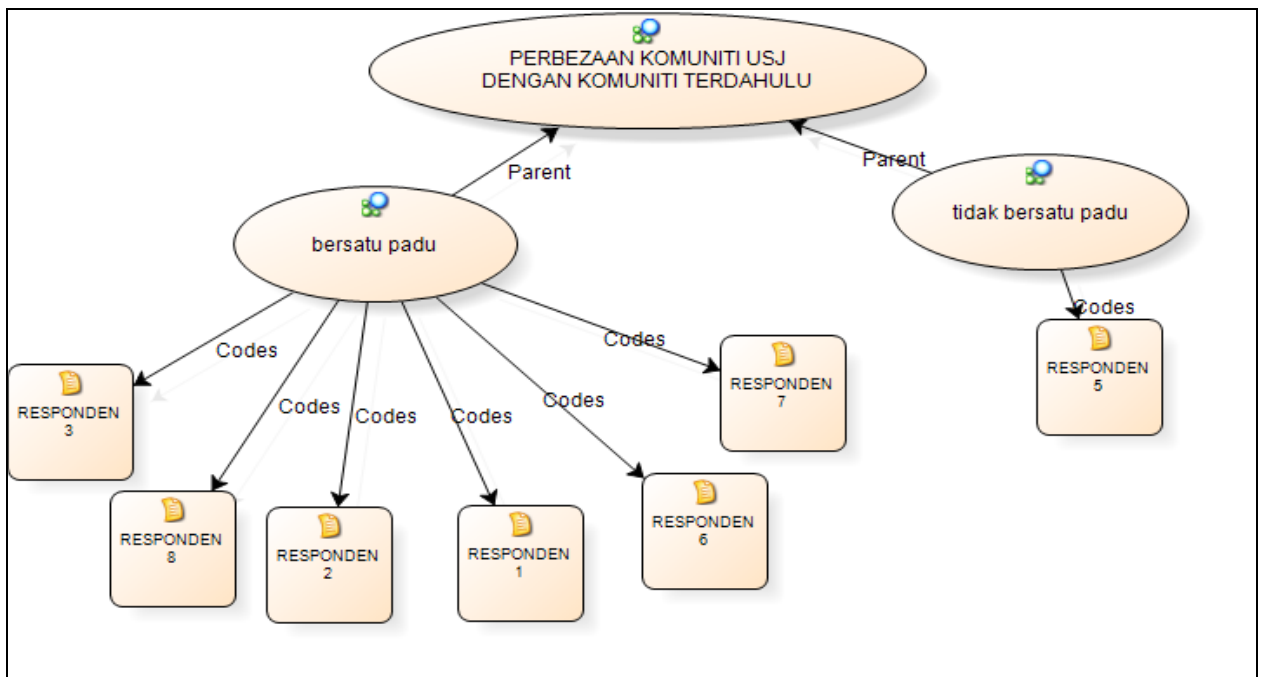 PERBEZAAN KOMUNITI USJ
DENGAN KOMUNITI TERDAHULU
Parent
Parent
bersatu padu
tidak bersatu padu
Codes
Codes
Codes
Codes
Codes
Codes
Codes
RESPONDEN
3
RESPONDEN
8
RESPONDEN
2
RESPONDEN
1
RESPONDEN
6
RESPONDEN
7
RESPONDEN
5